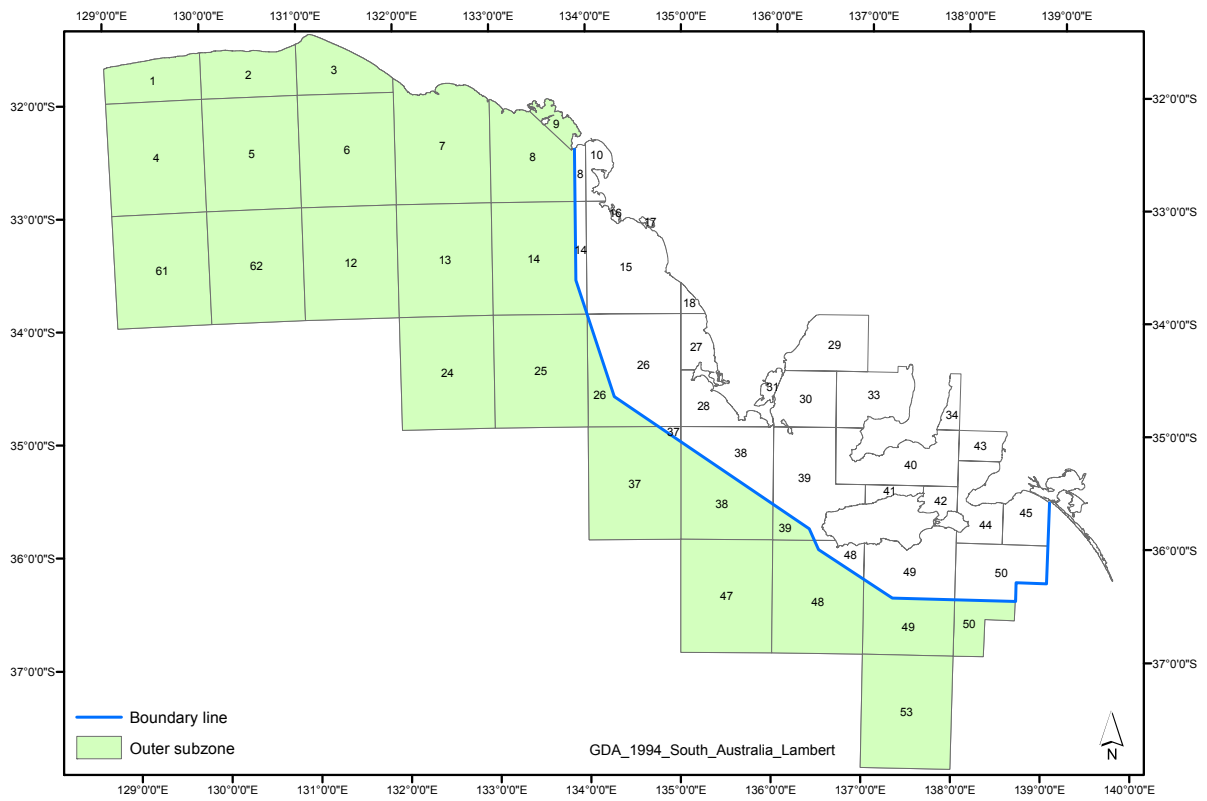 129°0'0"E 130°0'0"E 131°0'0"E 132°0'0"E 133°0'0"E 134°0'0"E 135°0'0"E 136°0'0"E 137°0'0"E 138°0'0"E 139°0'0"E
1 2 3
32°0'0"S 32°0'0"S
9
4 5 6 7 8 10
8
33°0'0"S 16 17 33°0'0"S
14
61 62 12 13 14 15
18
34°0'0"S 34°0'0"S
27 29
24 25 26 31
26 28 30 33 34
35°0'0"S 37 35°0'0"S
38 43
37 39 40
38 41 42
39 44 45
36°0'0"S 48 36°0'0"S
47 48 49 50
49 50
37°0'0"S 37°0'0"S
53
Boundary line
Outer subzone
GDA_1994_South_Australia_Lambert
N
129°0'0"E 130°0'0"E 131°0'0"E 132°0'0"E 133°0'0"E 134°0'0"E 135°0'0"E 136°0'0"E 137°0'0"E 138°0'0"E 139°0'0"E 140°0'0"E